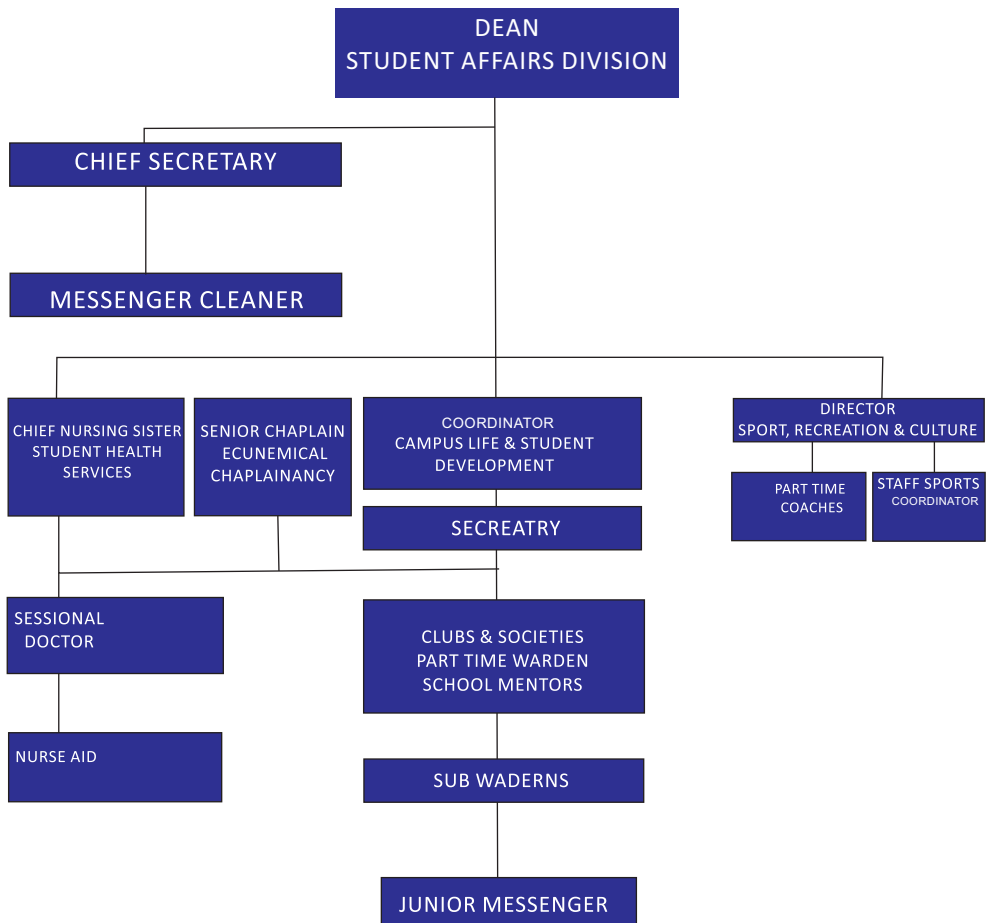 DEAN
STUDENT AFFAIRS DIVISION
CHIEF SECRETARY
MESSENGER CLEANER
CHIEF NURSING SISTER
STUDENT HEALTH
SERVICES
SENIOR CHAPLAIN
ECUNEMICAL
CHAPLAINANCY
COORDINATOR
CAMPUS LIFE & STUDENT
DEVELOPMENT
DIRECTOR
SPORT, RECREATION & CULTURE
PART TIME
COACHES
STAFF SPORTS
COORDINATOR
SECREATRY
SESSIONAL
DOCTOR
CLUBS & SOCIETIES
PART TIME WARDEN
SCHOOL MENTORS
NURSE AID
SUB WADERNS
JUNIOR MESSENGER